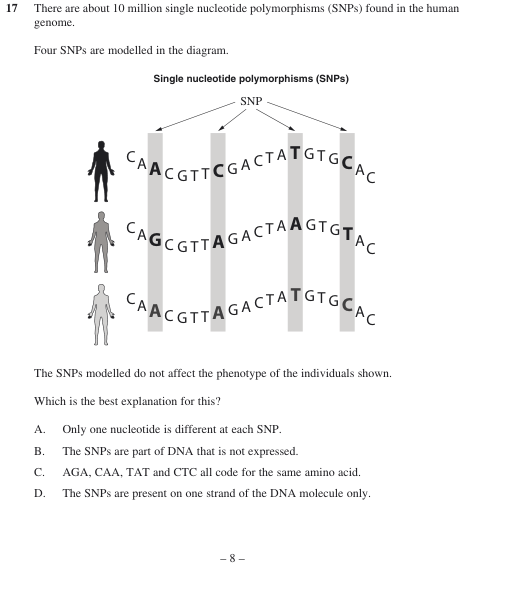 17 There are about 10 million single nucleotide polymorphisms (SNPs) found in the human
genome.
Four SNPs are modelled in the diagram.
Single nucleotide polymorphisms (SNPs)
SNP
CAACGTTCGACTATGTGCAC
CAGCGTTAGACTAAGTGTAC
CAACGTTAGACTATGTGCAC
The SNPs modelled do not affect the phenotype of the individuals shown.
Which is the best explanation for this?
A. Only one nucleotide is different at each SNP.
B. The SNPs are part of DNA that is not expressed.
C. AGA, CAA, TAT and CTC all code for the same amino acid.
D. The SNPs are present on one strand of the DNA molecule only.
– 8 –